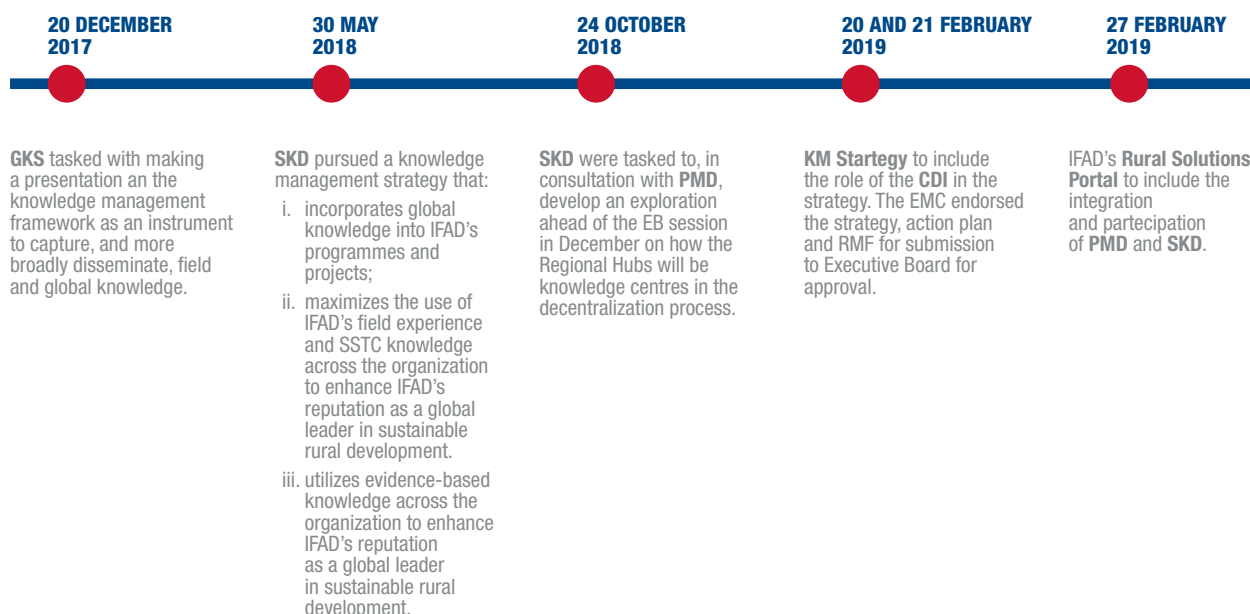 20 DECEMBER
2017
GKS tasked with making
a presentation an the
knowledge management
framework as an instrument
to capture, and more
broadly disseminate, field
and global knowledge.
30 MAY
2018
SKD pursued a knowledge
management strategy that:
i. incorporates global
knowledge into IFAD's
programmes and
projects;
ii. maximizes the use of
IFAD's field experience
and SSTC knowledge
across the organization
to enhance IFAD's
reputation as a global
leader in sustainable
rural development.
iii. utilizes evidence-based
knowledge across the
organization to enhance
IFAD's reputation
as a global leader
in sustainable rural
development.
24 OCTOBER
2018
SKD were tasked to, in
consultation with PMD,
develop an exploration
ahead of the EB session
in December on how the
Regional Hubs will be
knowledge centres in the
decentralization process.
20 AND 21 FEBRUARY
2019
KM Startegy to include
the role of the CDI in the
strategy. The EMC endorsed
the strategy, action plan
and RMF for submission
to Executive Board for
approval.
27 FEBRUARY
2019
IFAD's Rural Solutions
Portal to include the
integration
and partecipation
of PMD and SKD.